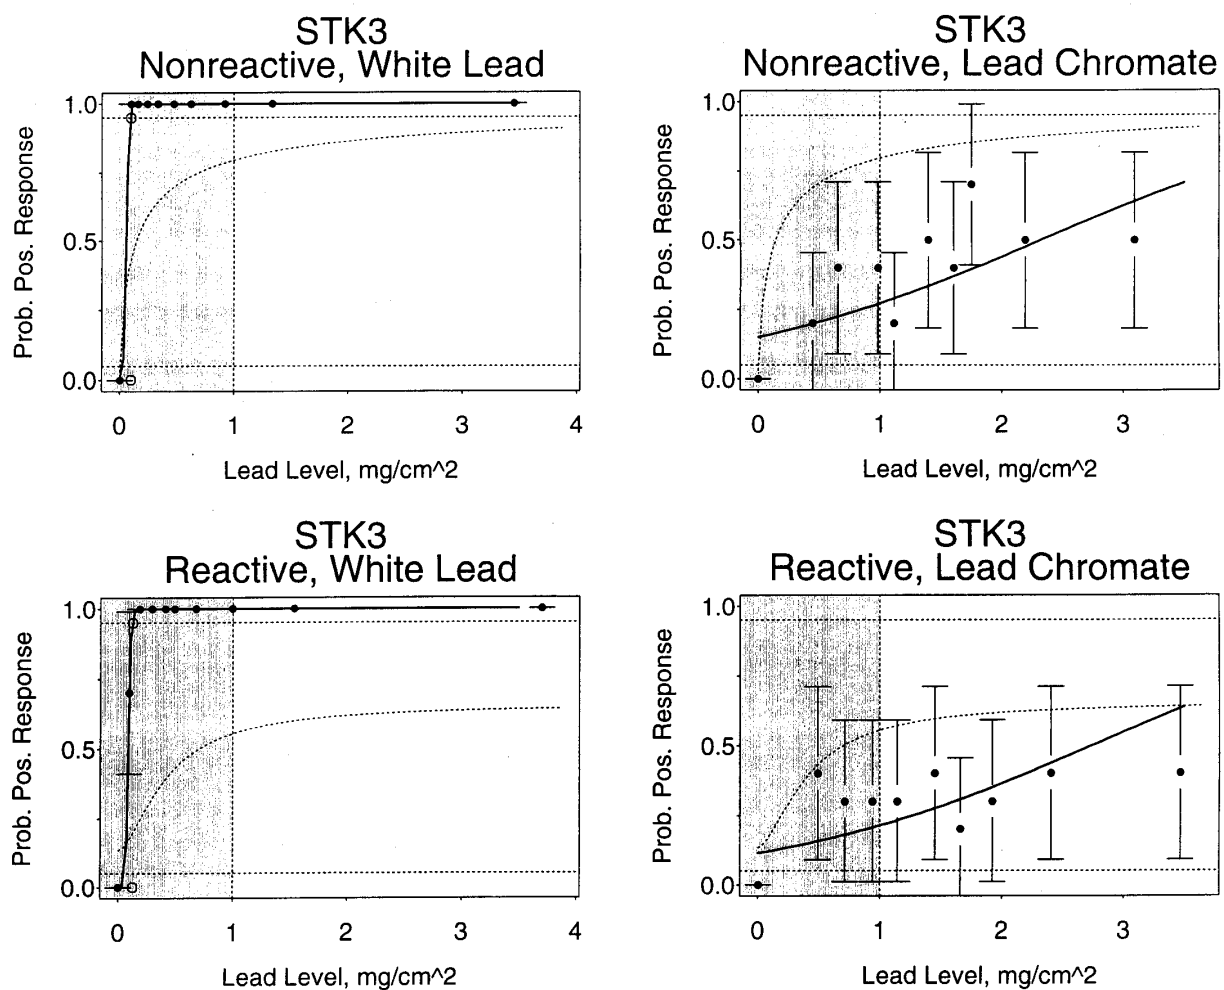 STK3
Nonreactive, White Lead
Prob. Pos. Response
1.0
0.5
0.0
0 1 2 3 4
Lead Level, mg/cm^2
STK3
Nonreactive, Lead Chromate
Prob. Pos. Response
1.0
0.5
0.0
0 1 2 3
Lead Level, mg/cm^2
STK3
Reactive, White Lead
Prob. Pos. Response
1.0
0.5
0.0
0 1 2 3 4
Lead Level, mg/cm^2
STK3
Reactive, Lead Chromate
Prob. Pos. Response
1.0
0.5
0.0
0 1 2 3
Lead Level, mg/cm^2